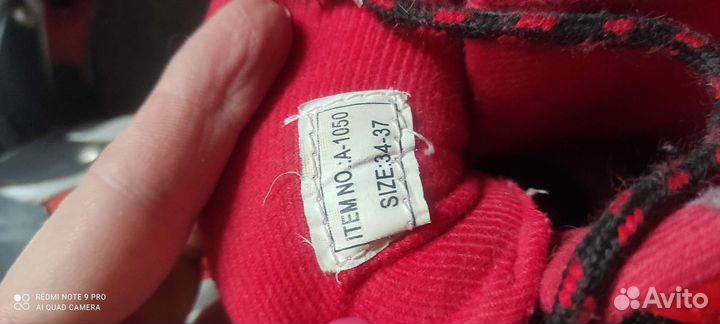 ITEM NO.:A-1050
SIZE:34-37
REDMI NOTE 9 PRO
AI QUAD CAMERA
Avito